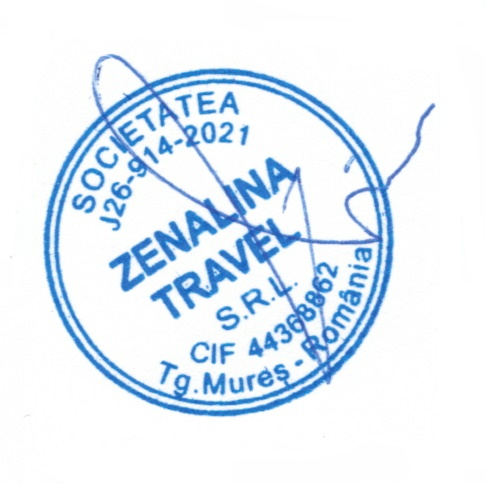 SOCIETATEA
J26-914-2021
ZENALINA
TRAVEL
S.R.L.
CIF 44368862
Tg.Mureș - România